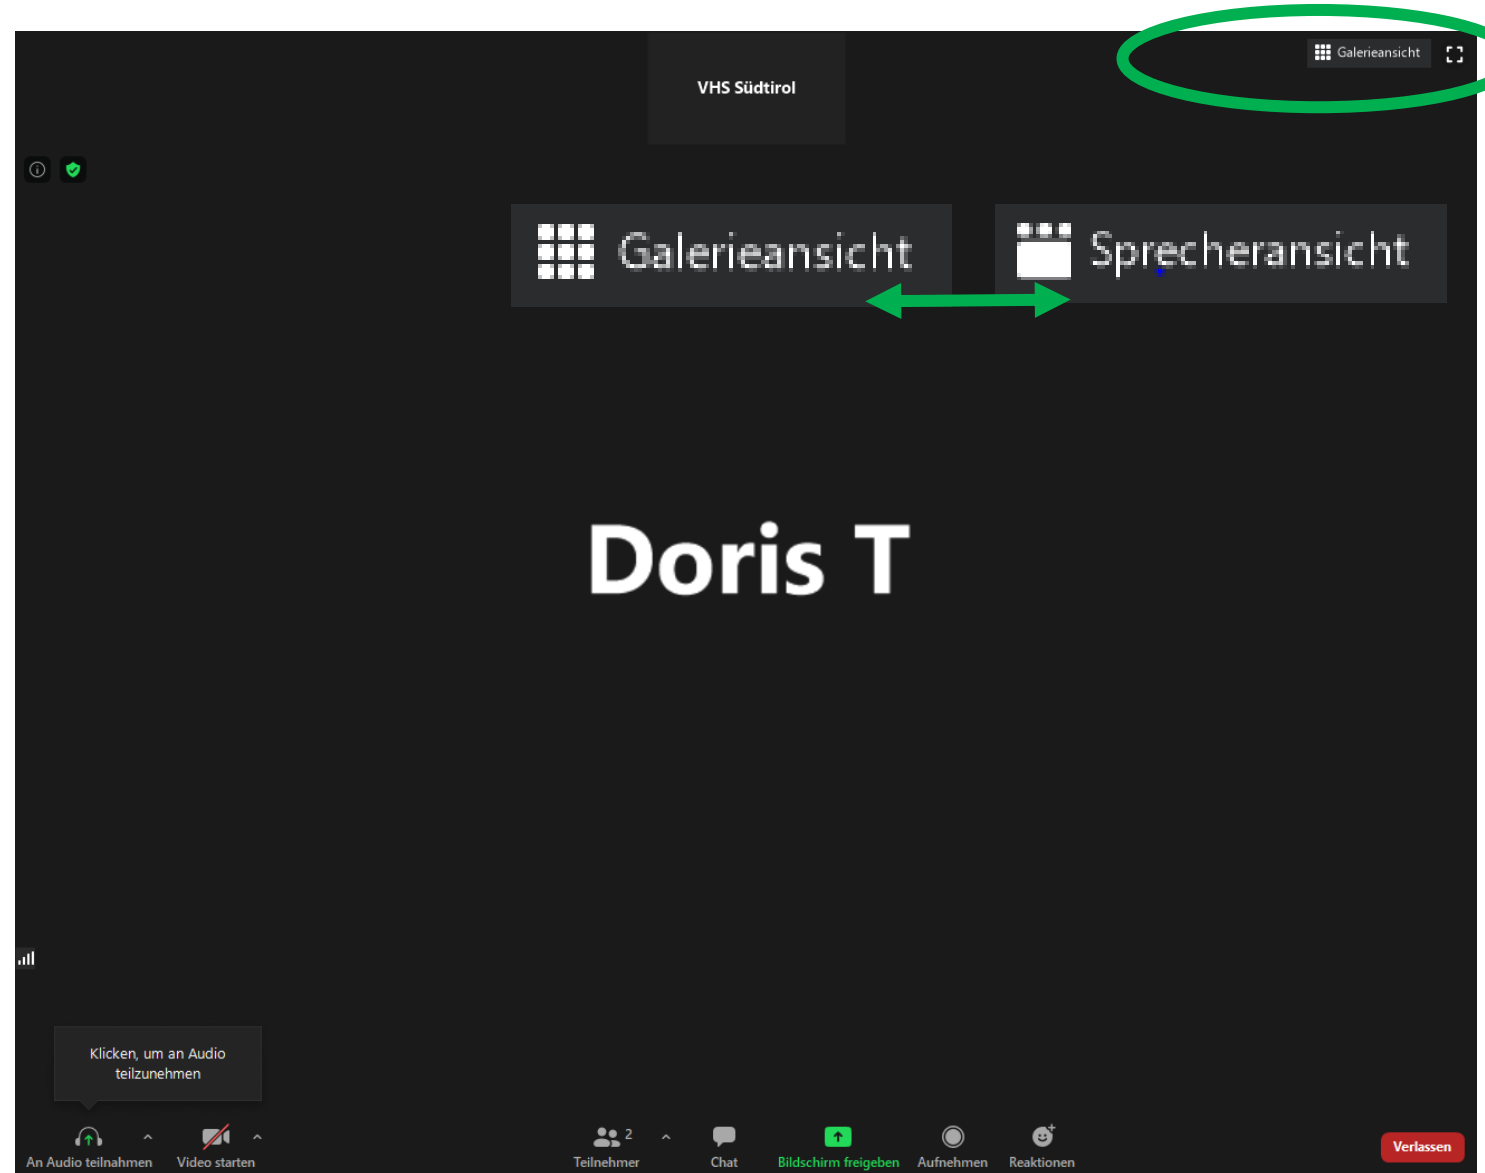 Galerieansicht
VHS Südtirol
Galerieansicht
Sprecheransicht
Doris T
Klicken, um an Audio
teilzunehmen
2
An Audio teilnahmen
Video starten
Teilnehmer
Chat
Bildschirm freigeben
Aufnehmen
Reaktionen
Verlassen